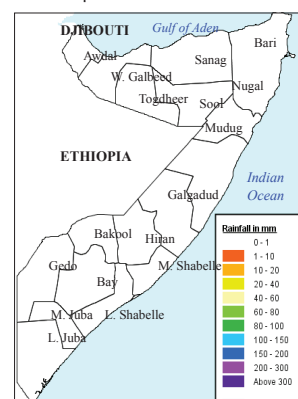 DJIBOUTI
Gulf of Aden
Bari
Awdal
Sanag
W. Galbeed
Nugal
Togdheer
Sool
Mudug
ETHIOPIA
Indian
Ocean
Galgadud
Bakool
Hiran
Gedo
M. Shabelle
Bay
M. Juba
L. Shabelle
L. Juba
Rainfall in mm
0 - 1
1 - 10
10 - 20
20 - 40
40 - 60
60 - 80
80 - 100
100 - 150
150 - 200
200 - 300
Above 300